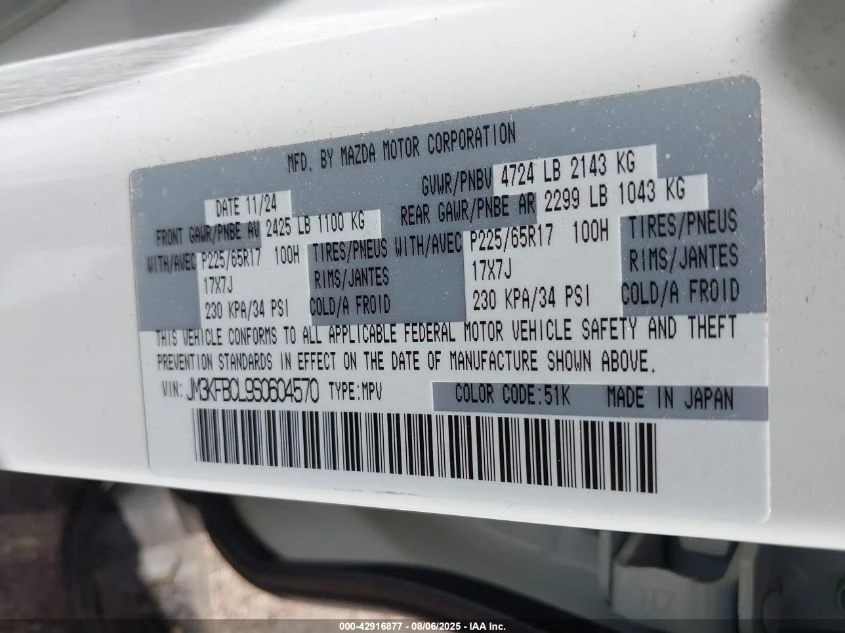 MFD. BY MAZDA MOTOR CORPORATION
DATE 11/24 GVWR/PNBV 4724 LB 2143 KG
FRONT GAWR/PNBE AV 2425 LB 1100 KG REAR GAWR/PNBE AR 2299 LB 1043 KG
WITH/AVEC P225/65R17 100H TIRES/PNEUS WITH/AVEC P225/65R17 100H TIRES/PNEUS
17X7J RIMS/JANTES 17X7J RIMS/JANTES
230 KPA/34 PSI COLD/A FROID 230 KPA/34 PSI COLD/A FROID
THIS VEHICLE CONFORMS TO ALL APPLICABLE FEDERAL MOTOR VEHICLE SAFETY AND THEFT
PREVENTION STANDARDS IN EFFECT ON THE DATE OF MANUFACTURE SHOWN ABOVE.
VIN: JM3KFBCL9S0604570 TYPE:MPV COLOR CODE:51K MADE IN JAPAN
000-42916877 - 08/06/2025 - IAA Inc.